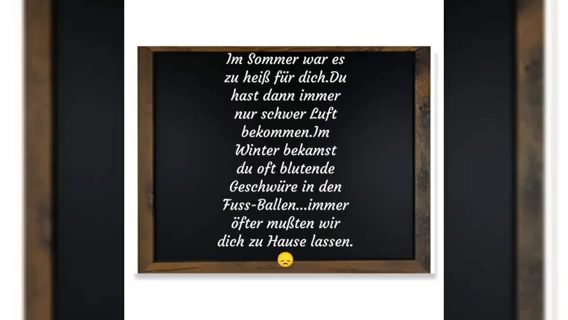 Im Sommer war es
zu heiß für dich.Du
hast dann immer
nur schwer Luft
bekommen.Im
Winter bekamst
du oft blutende
Geschwüre in den
Fuss-Ballen...immer
öfter mußten wir
dich zu Hause lassen.
😞